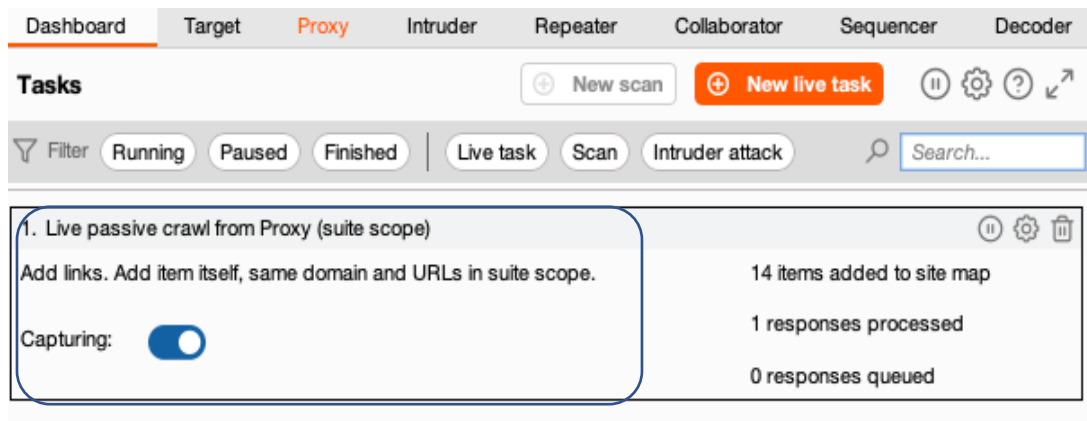 Dashboard Target Proxy Intruder Repeater Collaborator Sequencer Decoder
Tasks New scan New live task
Filter Running Paused Finished Live task Scan Intruder attack Search...
1. Live passive crawl from Proxy (suite scope)
Add links. Add item itself, same domain and URLs in suite scope. 14 items added to site map
Capturing: 1 responses processed
0 responses queued